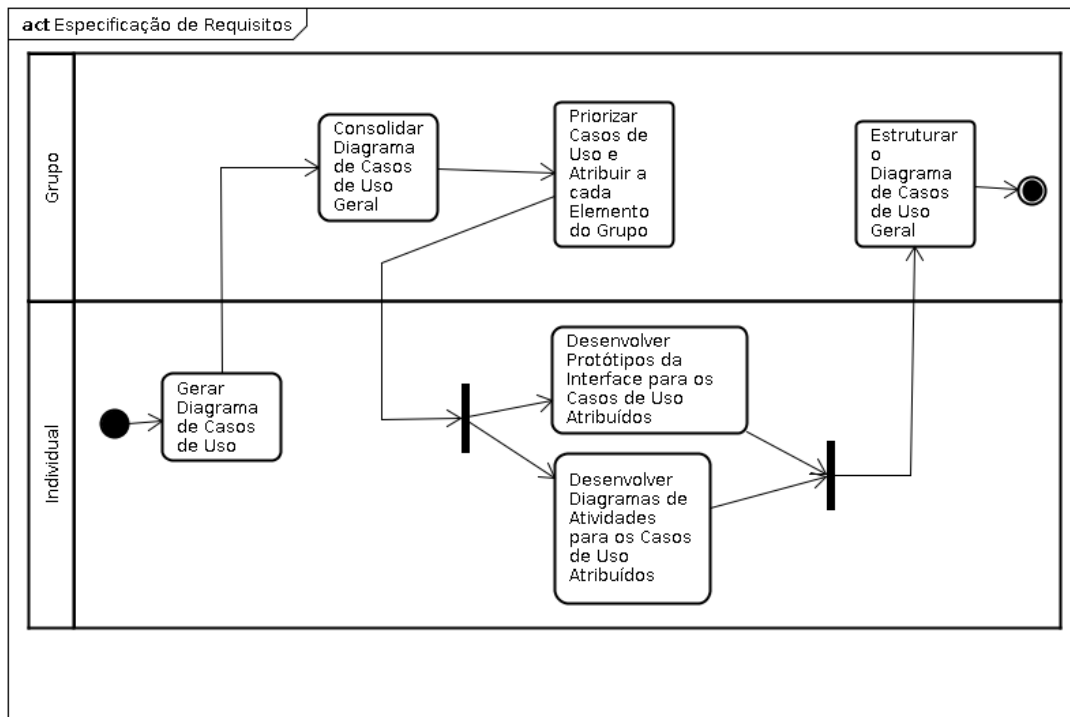 act Especificação de Requisitos
Grupo
Consolidar
Diagrama
de Casos
de Uso
Geral
Priorizar
Casos de
Uso e
Atribuir a
cada
Elemento
do Grupo
Estruturar
o
Diagrama
de Casos
de Uso
Geral
Individual
Gerar
Diagrama
de Casos
de Uso
Desenvolver
Protótipos da
Interface para os
Casos de Uso
Atribuídos
Desenvolver
Diagramas de
Atividades
para os Casos
de Uso
Atribuídos